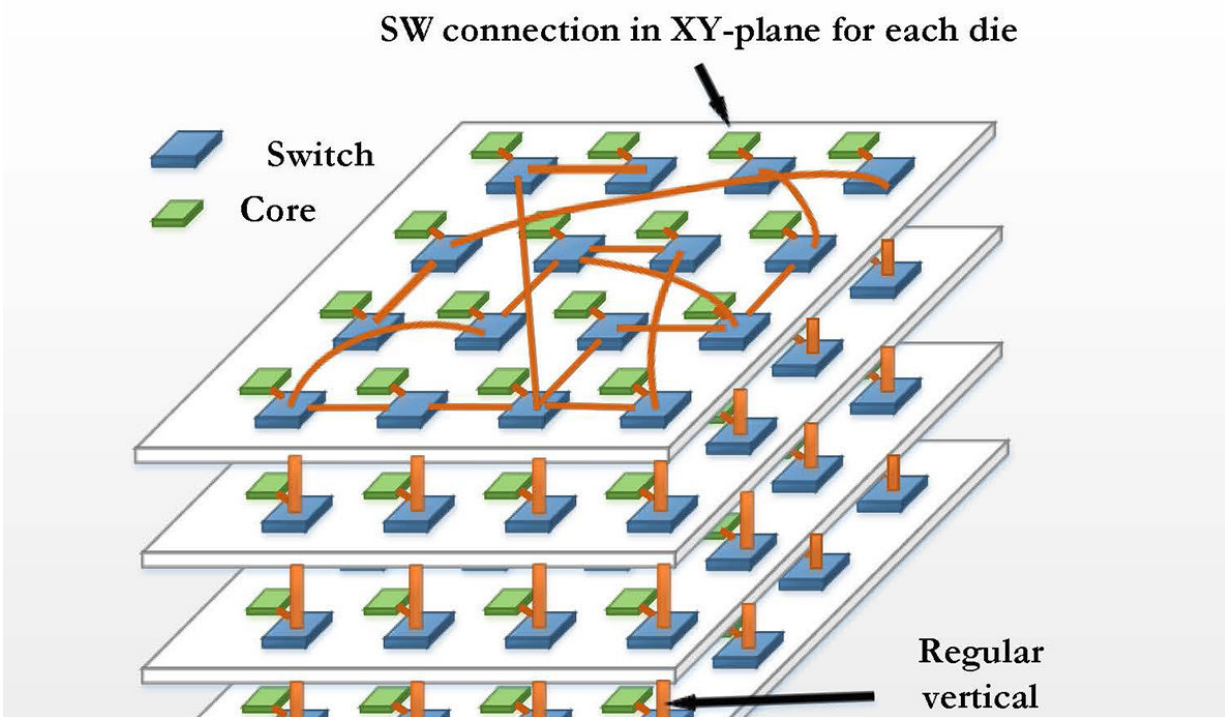 SW connection in XY-plane for each die
Switch
Core
Regular
vertical